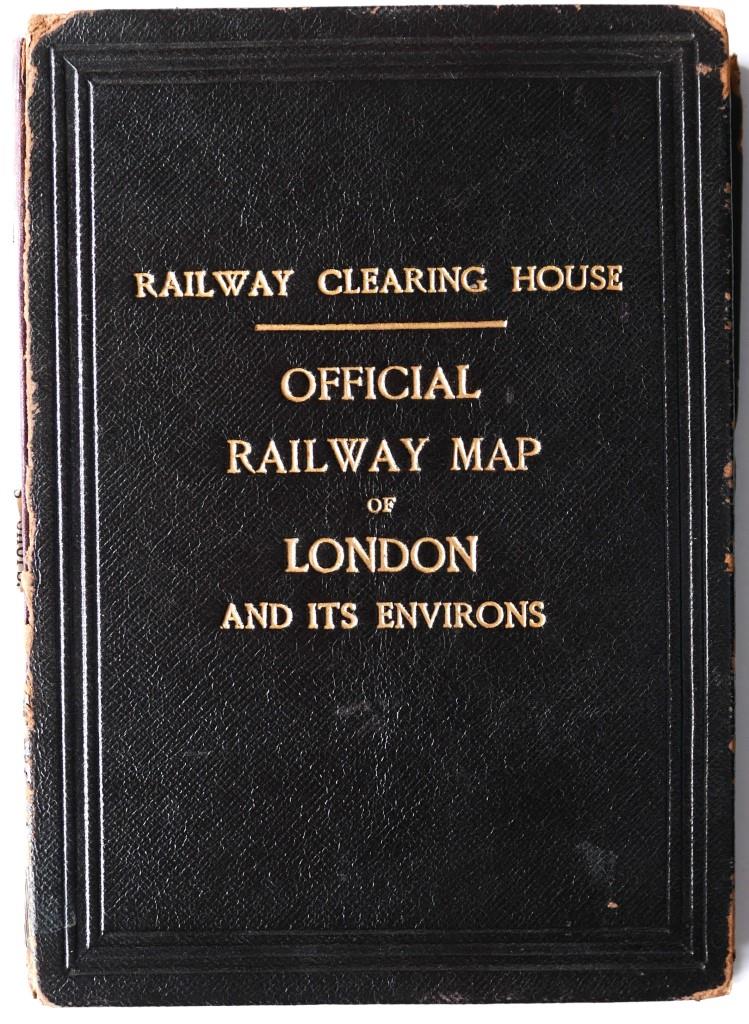 RAILWAY CLEARING HOUSE
OFFICIAL
RAILWAY MAP
OF
LONDON
AND ITS ENVIRONS